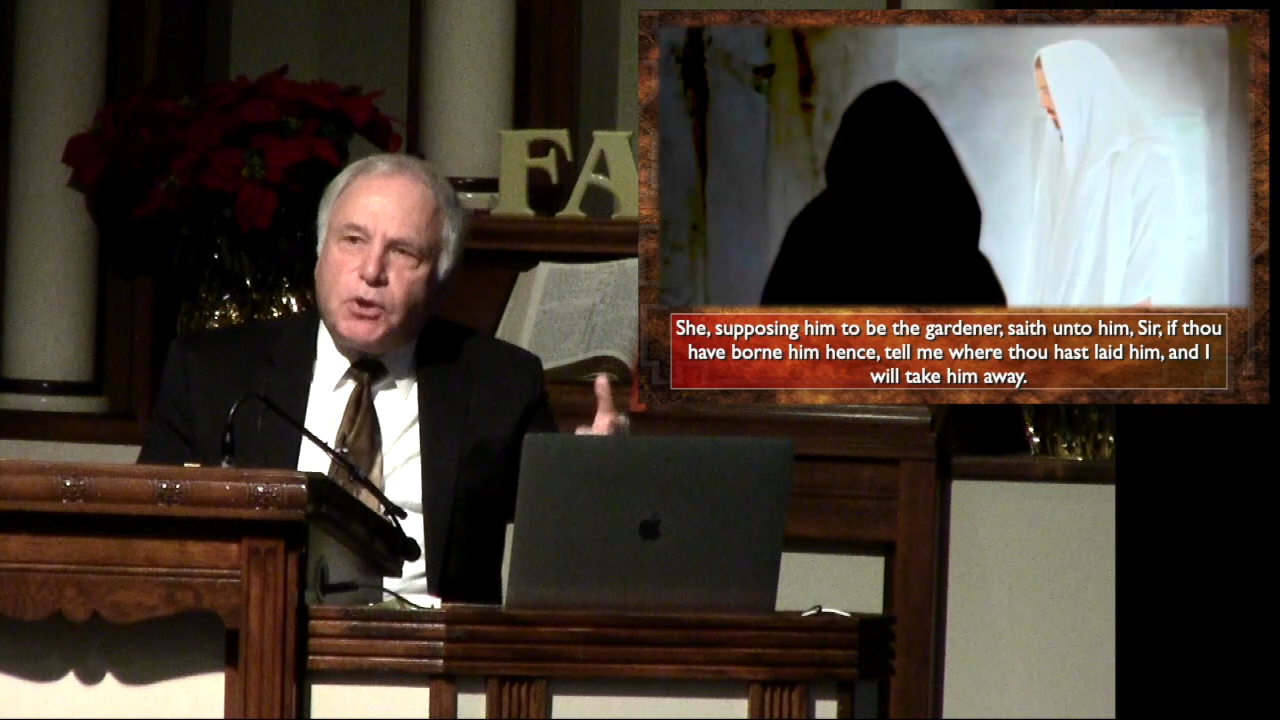 FA
She, supposing him to be the gardener, saith unto him, Sir, if thou
have borne him hence, tell me where thou hast laid him, and I
will take him away.